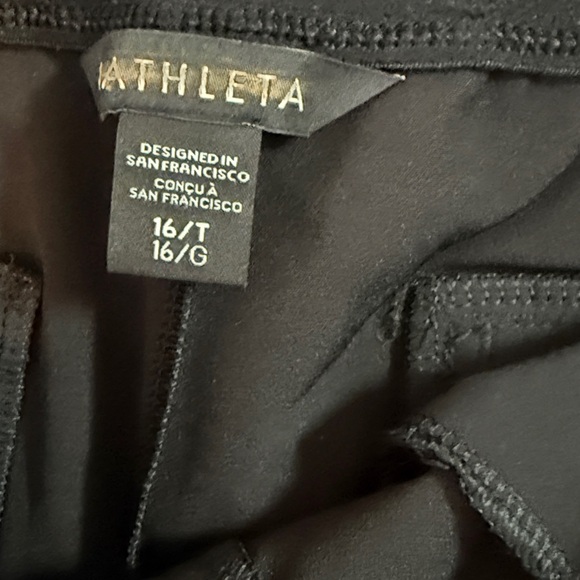 ATHLETA
DESIGNED IN
SAN FRANCISCO
CONÇU À
SAN FRANCISCO
16/T
16/G